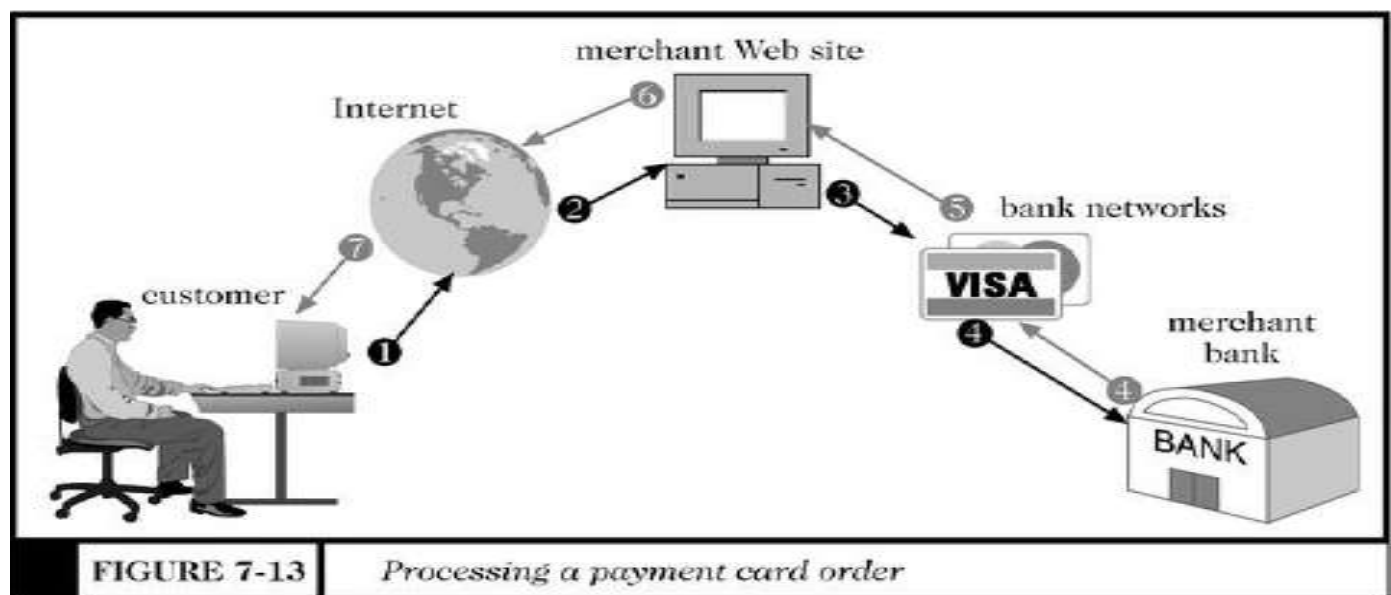 merchant Web site
6
Internet
2
3
5
bank networks
7
VISA
customer
1
4
merchant
bank
4
BANK
FIGURE 7-13
Processing a payment card order